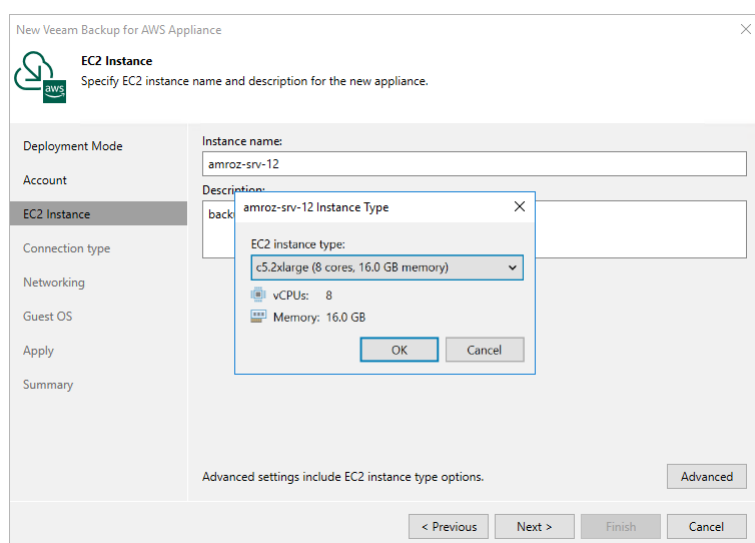 New Veeam Backup for AWS Appliance
EC2 Instance
Specify EC2 instance name and description for the new appliance.
aws
Deployment Mode
Account
EC2 Instance
Connection type
Networking
Guest OS
Apply
Summary
Instance name:
amroz-srv-12
Description:
amroz-srv-12 Instance Type
EC2 instance type:
c5.2xlarge (8 cores, 16.0 GB memory)
vCPUs: 8
Memory: 16.0 GB
OK Cancel
Advanced settings include EC2 instance type options.
Advanced
< Previous Next > Finish Cancel